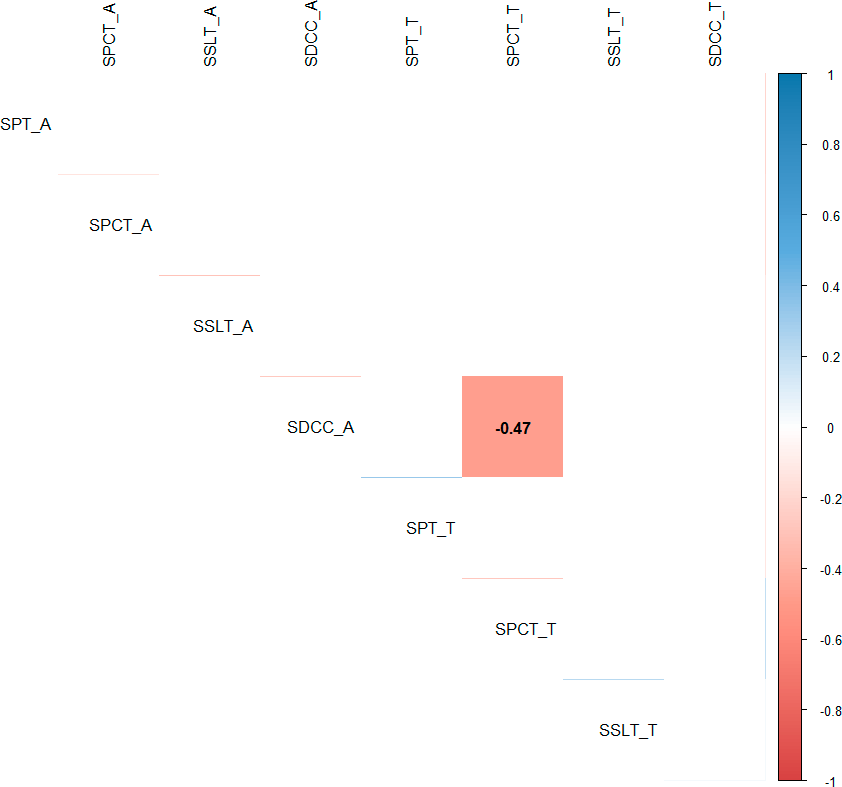 SPCT_A
SSLT_A
SDCC_A
SPT_T
SPCT_T
SSLT_T
SDCC_T
SPT_A
SPCT_A
SSLT_A
SDCC_A
-0.47
SPT_T
SPCT_T
SSLT_T
1
0.8
0.6
0.4
0.2
0
-0.2
-0.4
-0.6
-0.8
-1